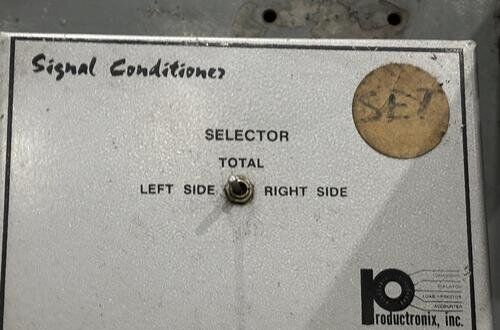 Signal Conditioner
SET
SELECTOR
TOTAL
LEFT SIDE RIGHT SIDE
Productronix, inc.